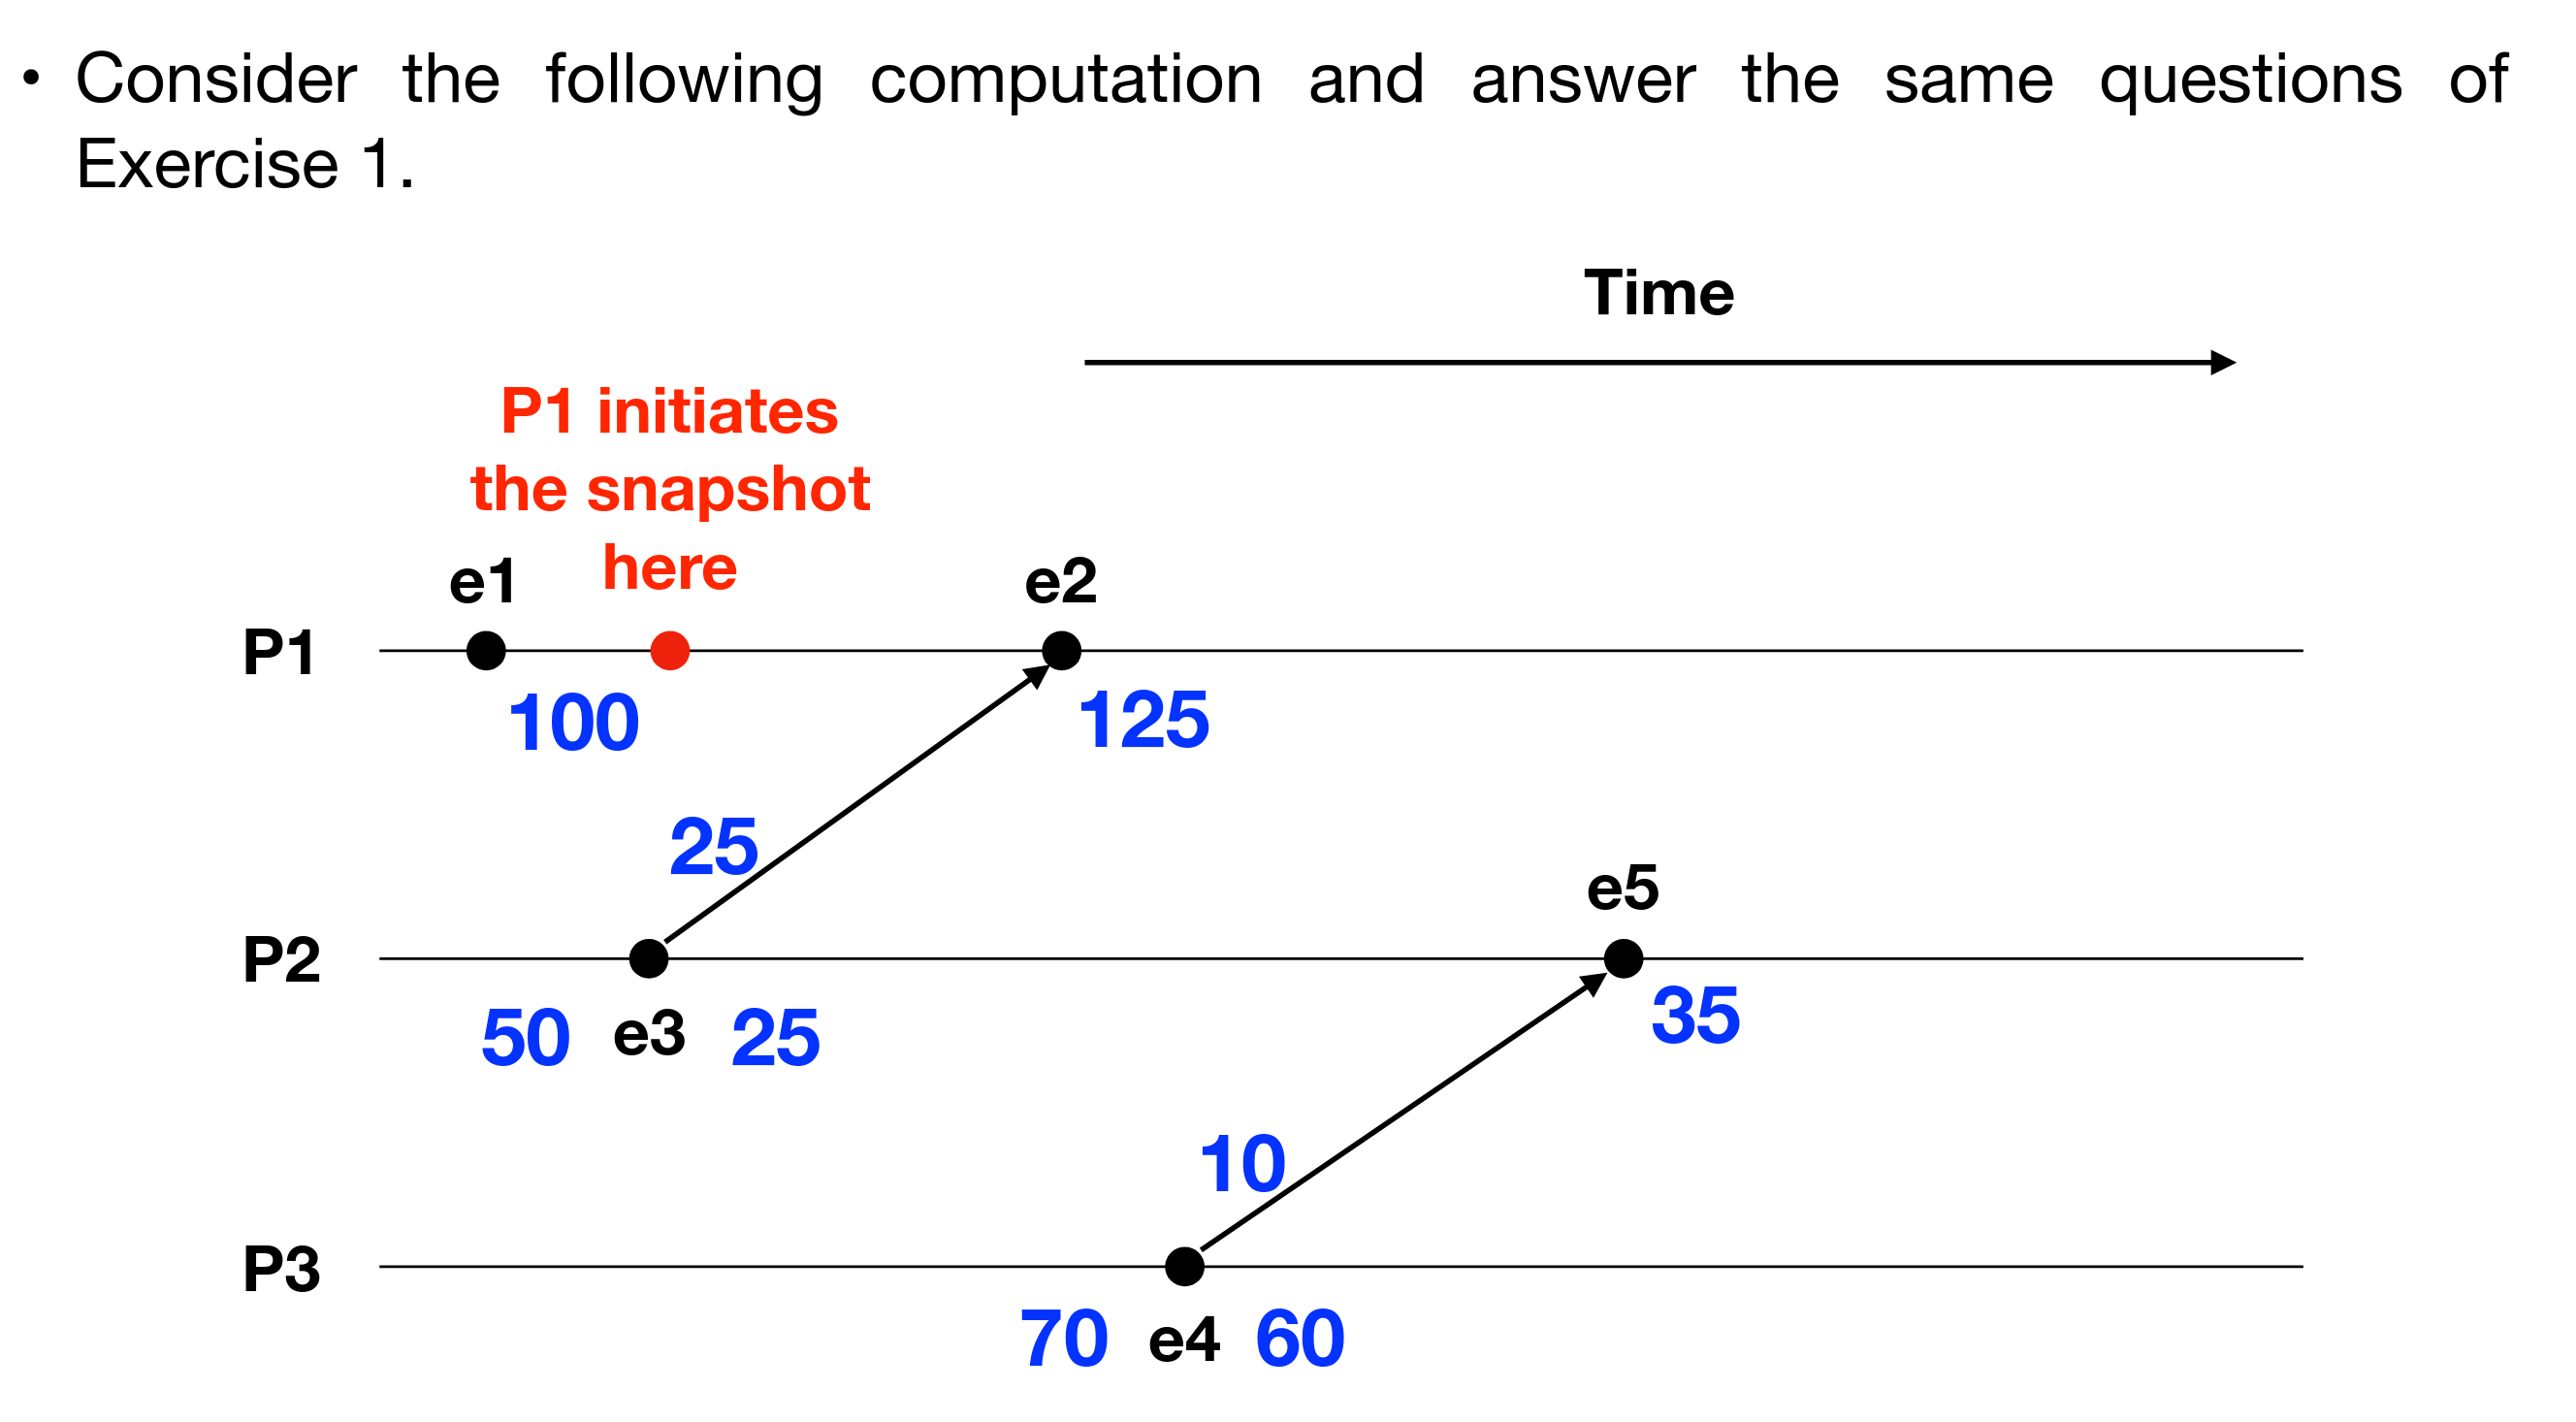 • Consider the following computation and answer the same questions of
Exercise 1.
Time
P1 initiates
the snapshot
here
e1
e2
P1
100
125
25
e5
P2
50 e3 25
35
10
P3
70 e4 60